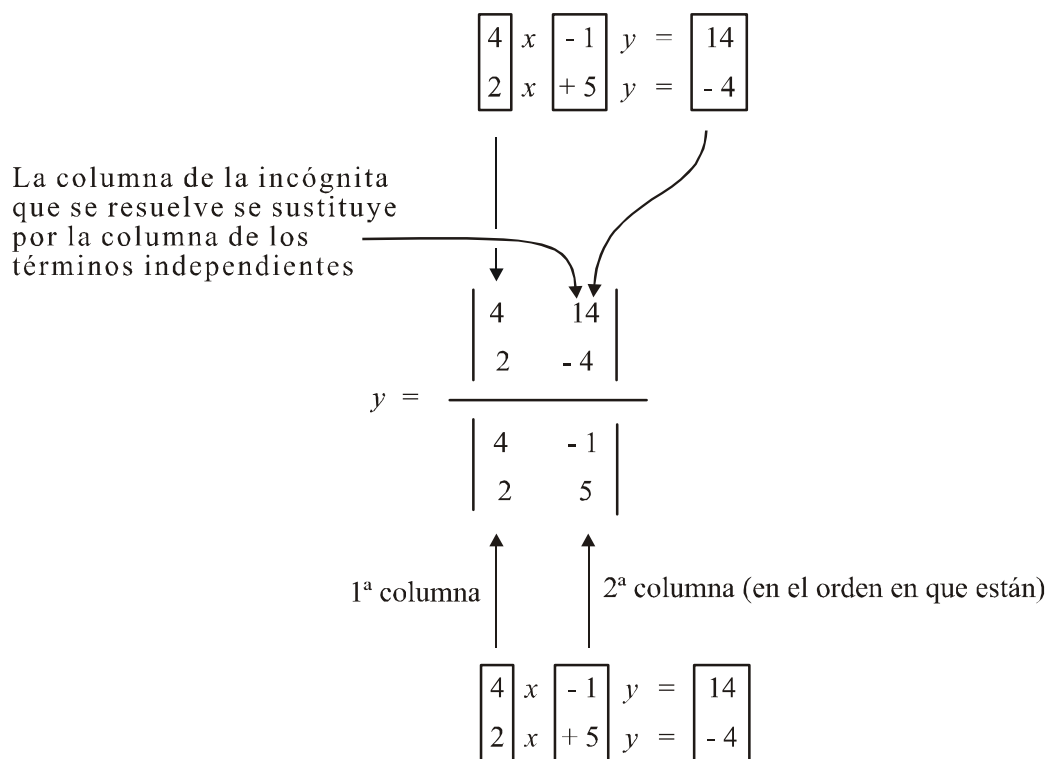 4 x - 1 y = 14
2 x + 5 y = - 4
La columna de la incógnita
que se resuelve se sustituye
por la columna de los
términos independientes
4 14
2 - 4
y =
4 - 1
2 5
1ª columna
2ª columna (en el orden en que están)
4 x - 1 y = 14
2 x + 5 y = - 4